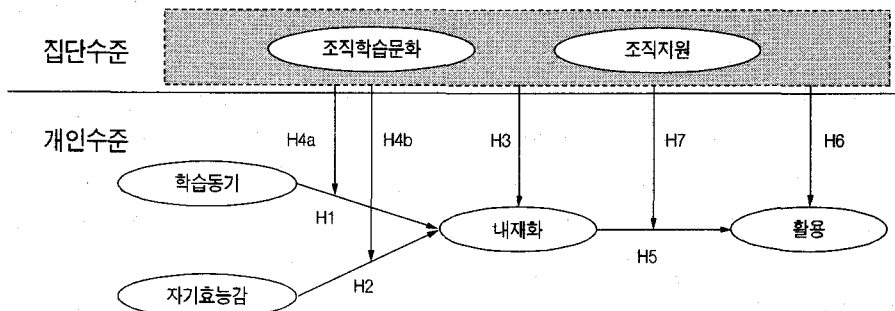 집단수준
조직학습문화
조직지원
개인수준
H4a
H4b
H3
H7
H6
학습동기
H1
내재화
활용
H5
H2
자기효능감